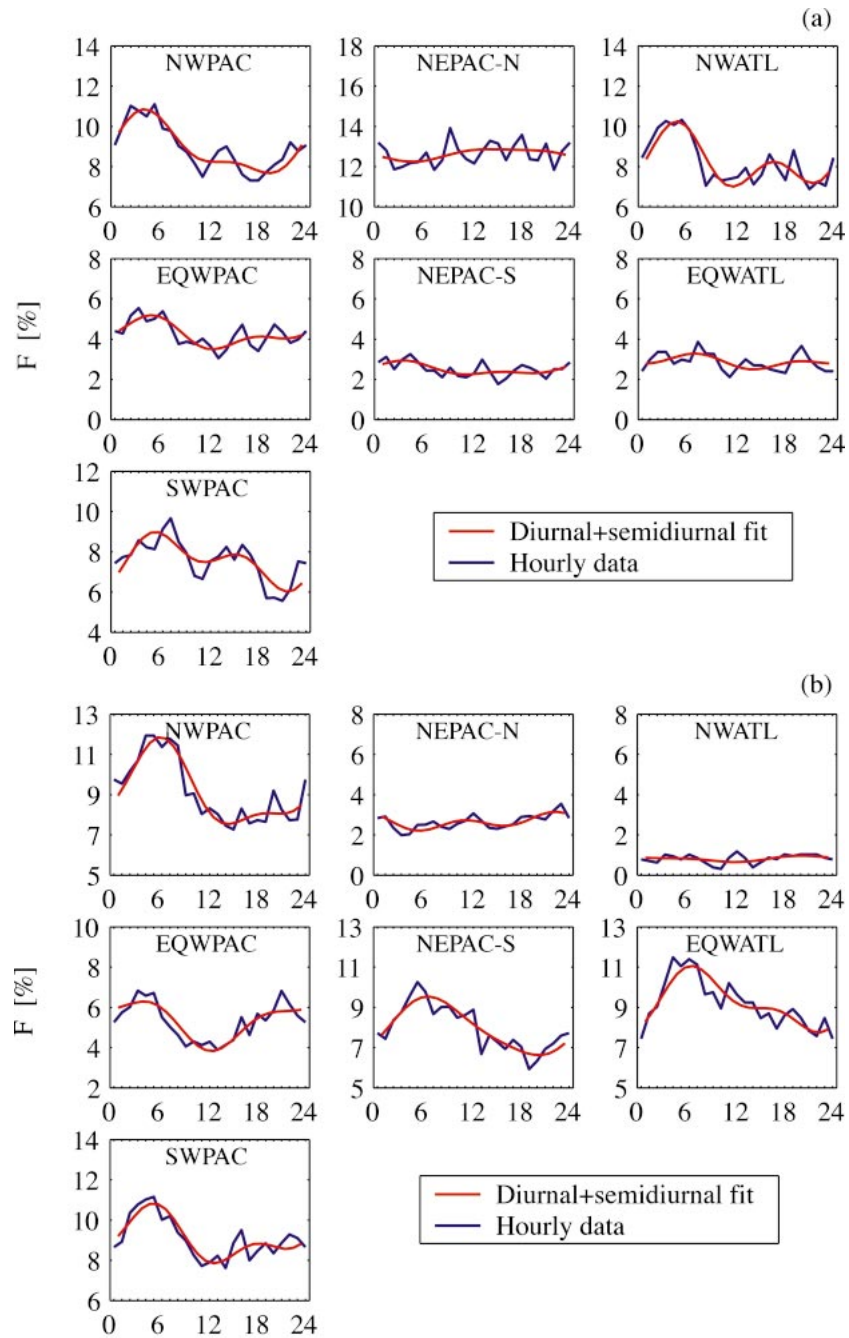 (a)
14 18 14
NWPAC NEPAC-N NWATL
12 16 12
10 14 10
8 12 8
6 10 6
0 6 12 18 24 0 6 12 18 24 0 6 12 18 24
8 8 8
EQWPAC NEPAC-S EQWATL
6 6 6
F [%]
4 4 4
2 2 2
0 0 0
0 6 12 18 24 0 6 12 18 24 0 6 12 18 24
12
SWPAC
10
8
6
4
0 6 12 18 24
Diurnal+semidiurnal fit
Hourly data
(b)
13 8 8
NWPAC NEPAC-N NWATL
11 6 6
9 4 4
7 2 2
5 0 0
0 6 12 18 24 0 6 12 18 24 0 6 12 18 24
10 13 13
EQWPAC NEPAC-S EQWATL
8 11 11
F [%]
6 9 9
4 7 7
2 5 5
0 6 12 18 24 0 6 12 18 24 0 6 12 18 24
14
SWPAC
12
10
8
6
0 6 12 18 24
Diurnal+semidiurnal fit
Hourly data